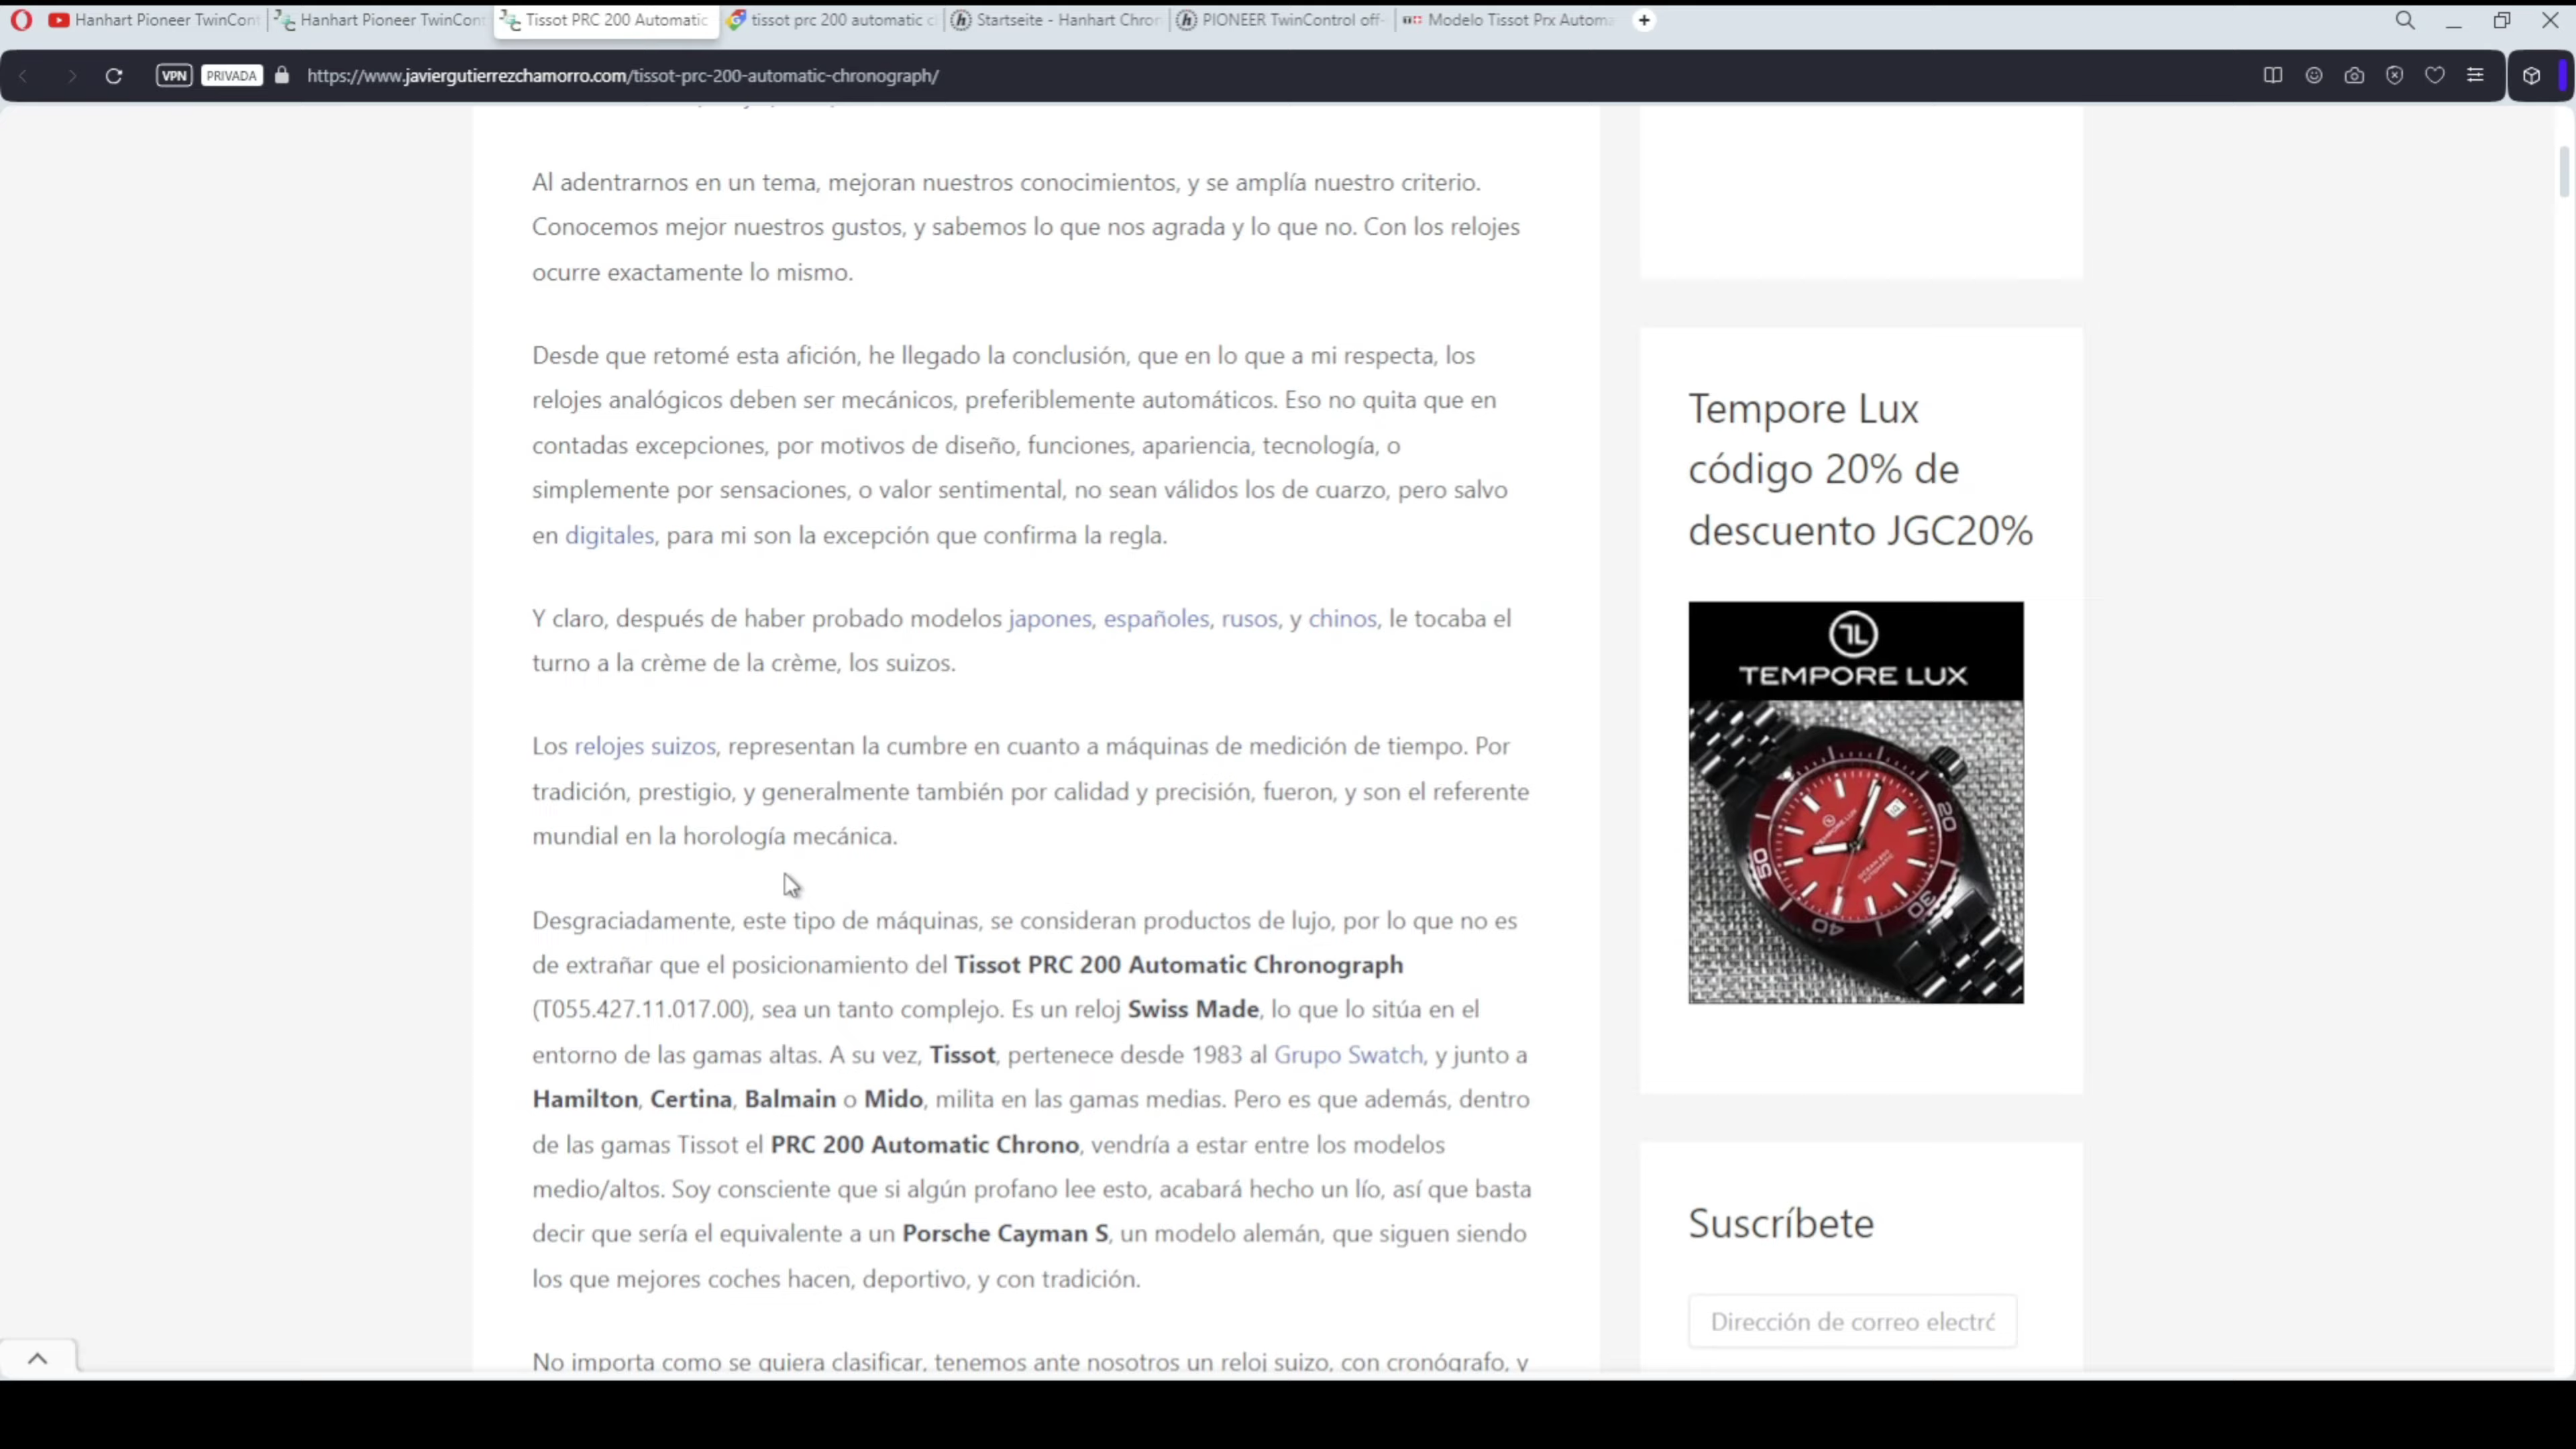 Hanhart Pioneer TwinCont
Hanhart Pioneer TwinCont
Tissot PRC 200 Automatic
tissot prc 200 automatic c
Startseite - Hanhart Chron
PIONEER TwinControl off-
Modelo Tissot Prx Automa
VPN
PRIVADA
https://www.javiergutierrezchamorro.com/tissot-prc-200-automatic-chronograph/
Al adentrarnos en un tema, mejoran nuestros conocimientos, y se amplía nuestro criterio.
Conocemos mejor nuestros gustos, y sabemos lo que nos agrada y lo que no. Con los relojes
ocurre exactamente lo mismo.
Desde que retomé esta afición, he llegado la conclusión, que en lo que a mi respecta, los
relojes analógicos deben ser mecánicos, preferiblemente automáticos. Eso no quita que en
contadas excepciones, por motivos de diseño, funciones, apariencia, tecnología, o
simplemente por sensaciones, o valor sentimental, no sean válidos los de cuarzo, pero salvo
en digitales, para mi son la excepción que confirma la regla.
Y claro, después de haber probado modelos japones, españoles, rusos, y chinos, le tocaba el
turno a la crème de la crème, los suizos.
Los relojes suizos, representan la cumbre en cuanto a máquinas de medición de tiempo. Por
tradición, prestigio, y generalmente también por calidad y precisión, fueron, y son el referente
mundial en la horología mecánica.
Desgraciadamente, este tipo de máquinas, se consideran productos de lujo, por lo que no es
de extrañar que el posicionamiento del Tissot PRC 200 Automatic Chronograph
(T055.427.11.017.00), sea un tanto complejo. Es un reloj Swiss Made, lo que lo sitúa en el
entorno de las gamas altas. A su vez, Tissot, pertenece desde 1983 al Grupo Swatch, y junto a
Hamilton, Certina, Balmain o Mido, milita en las gamas medias. Pero es que además, dentro
de las gamas Tissot el PRC 200 Automatic Chrono, vendría a estar entre los modelos
medio/altos. Soy consciente que si algún profano lee esto, acabará hecho un lío, así que basta
decir que sería el equivalente a un Porsche Cayman S, un modelo alemán, que siguen siendo
los que mejores coches hacen, deportivo, y con tradición.
No importa como se quiera clasificar, tenemos ante nosotros un reloj suizo, con cronógrafo, y
Tempore Lux
código 20% de
descuento JGC20%
TL
TEMPORE LUX
20
30
40
50
Suscríbete
Dirección de correo electró